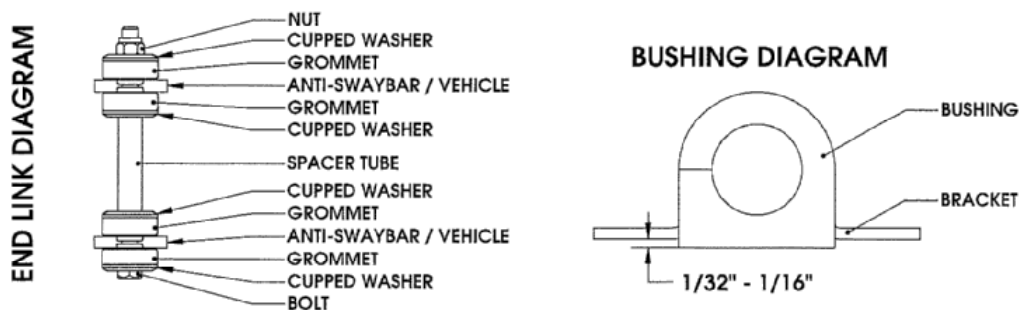 END LINK DIAGRAM
NUT
CUPPED WASHER
GROMMET
ANTI-SWAYBAR / VEHICLE
GROMMET
CUPPED WASHER
SPACER TUBE
CUPPED WASHER
GROMMET
ANTI-SWAYBAR / VEHICLE
GROMMET
CUPPED WASHER
BOLT
BUSHING DIAGRAM
BUSHING
BRACKET
1/32" - 1/16"